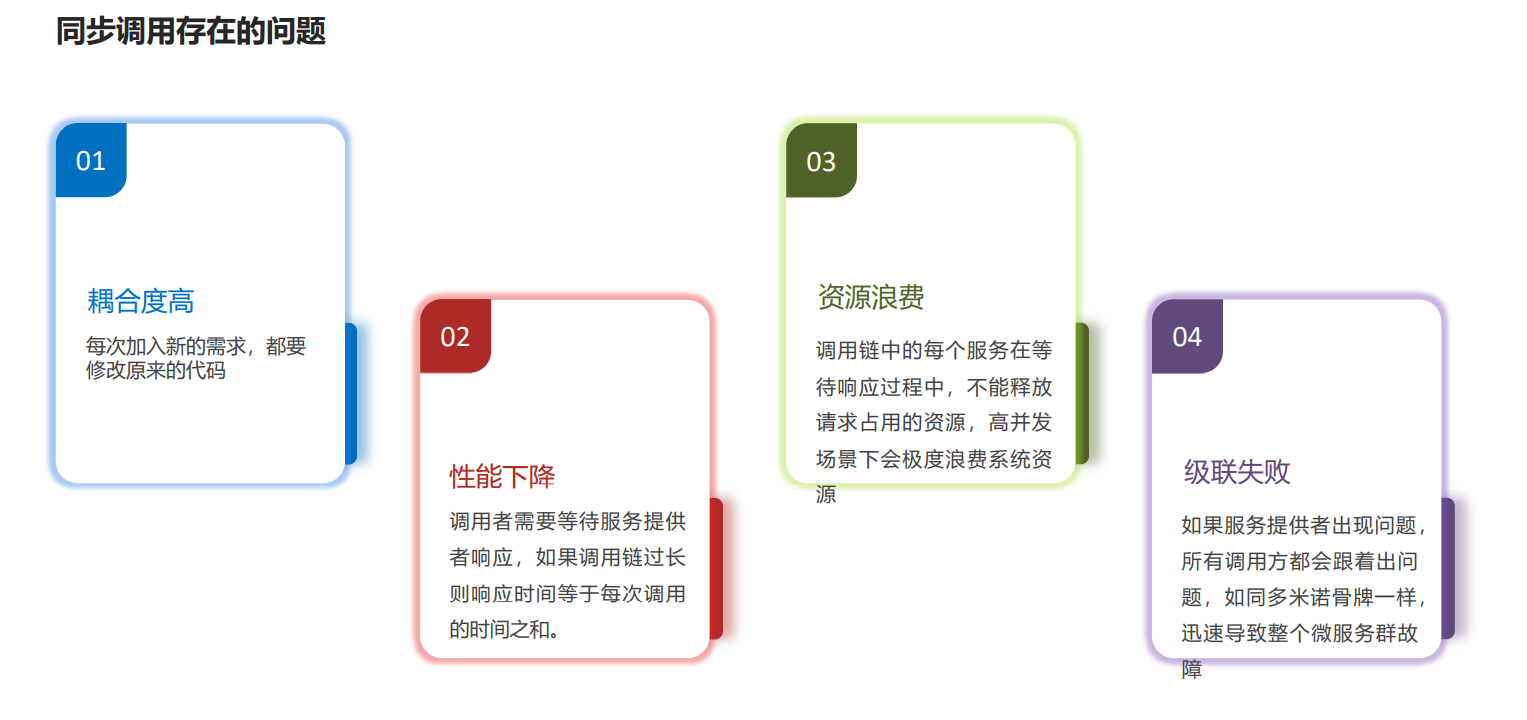 同步调用存在的问题
01
耦合度高
每次加入新的需求，都要
修改原来的代码
02
性能下降
调用者需要等待服务提供
者响应，如果调用链过长
则响应时间等于每次调用
的时间之和。
03
资源浪费
调用链中的每个服务在等
待响应过程中，不能释放
请求占用的资源，高并发
场景下会极度浪费系统资
源
04
级联失败
如果服务提供者出现问题，
所有调用方都会跟着出问
题，如同多米诺骨牌一样，
迅速导致整个微服务群故
障